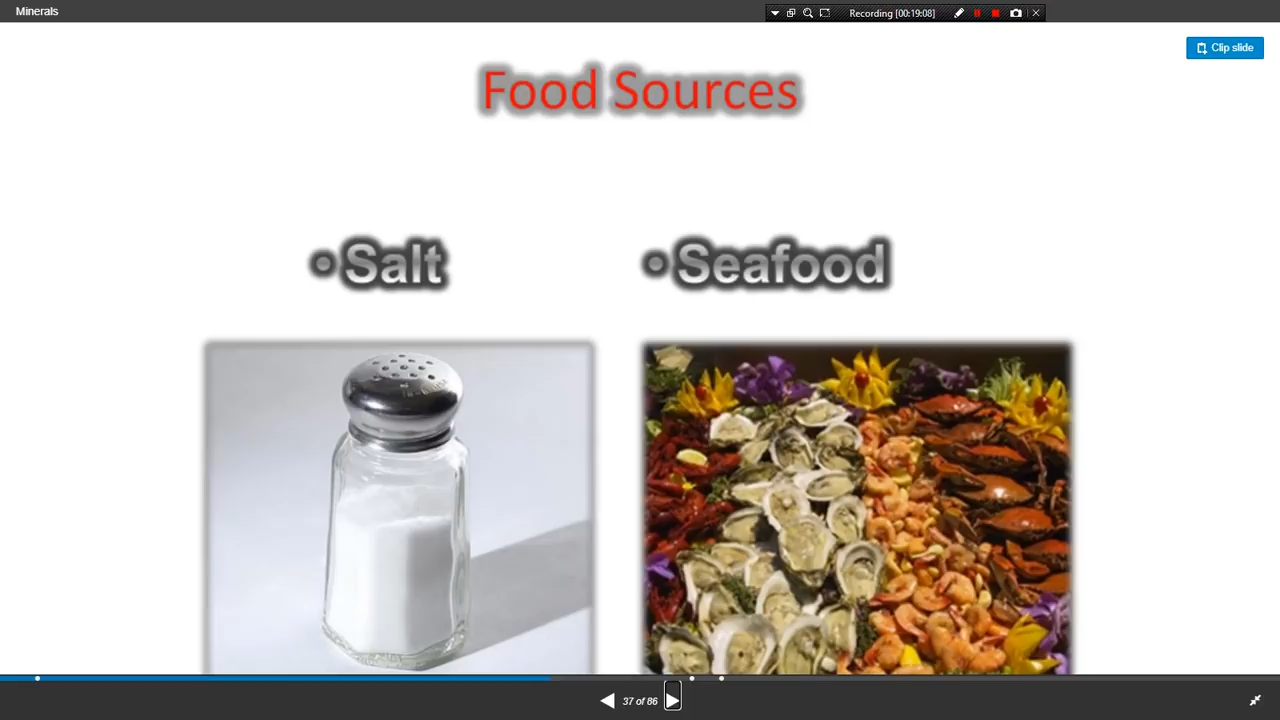 Minerals
Recording [00:19:08]
Clip slide
Food Sources
• Salt
• Seafood
37 of 86